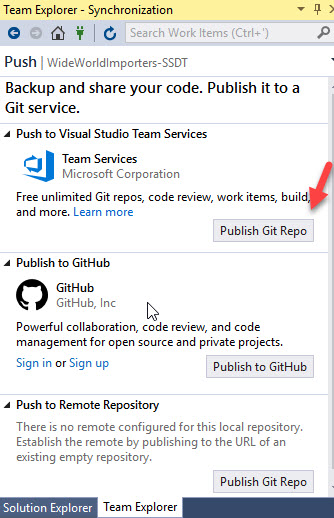 Team Explorer - Synchronization
Search Work Items (Ctrl+')
Push | WideWorldImporters-SSDT
Backup and share your code. Publish it to a
Git service.
Push to Visual Studio Team Services
Team Services
Microsoft Corporation
Free unlimited Git repos, code review, work items, build,
and more. Learn more
Publish Git Repo
Publish to GitHub
GitHub
GitHub, Inc
Powerful collaboration, code review, and code
management for open source and private projects.
Sign in or Sign up
Publish to GitHub
Push to Remote Repository
There is no remote configured for this local repository.
Establish the remote by publishing to the URL of an
existing empty repository.
Publish Git Repo
Solution Explorer
Team Explorer